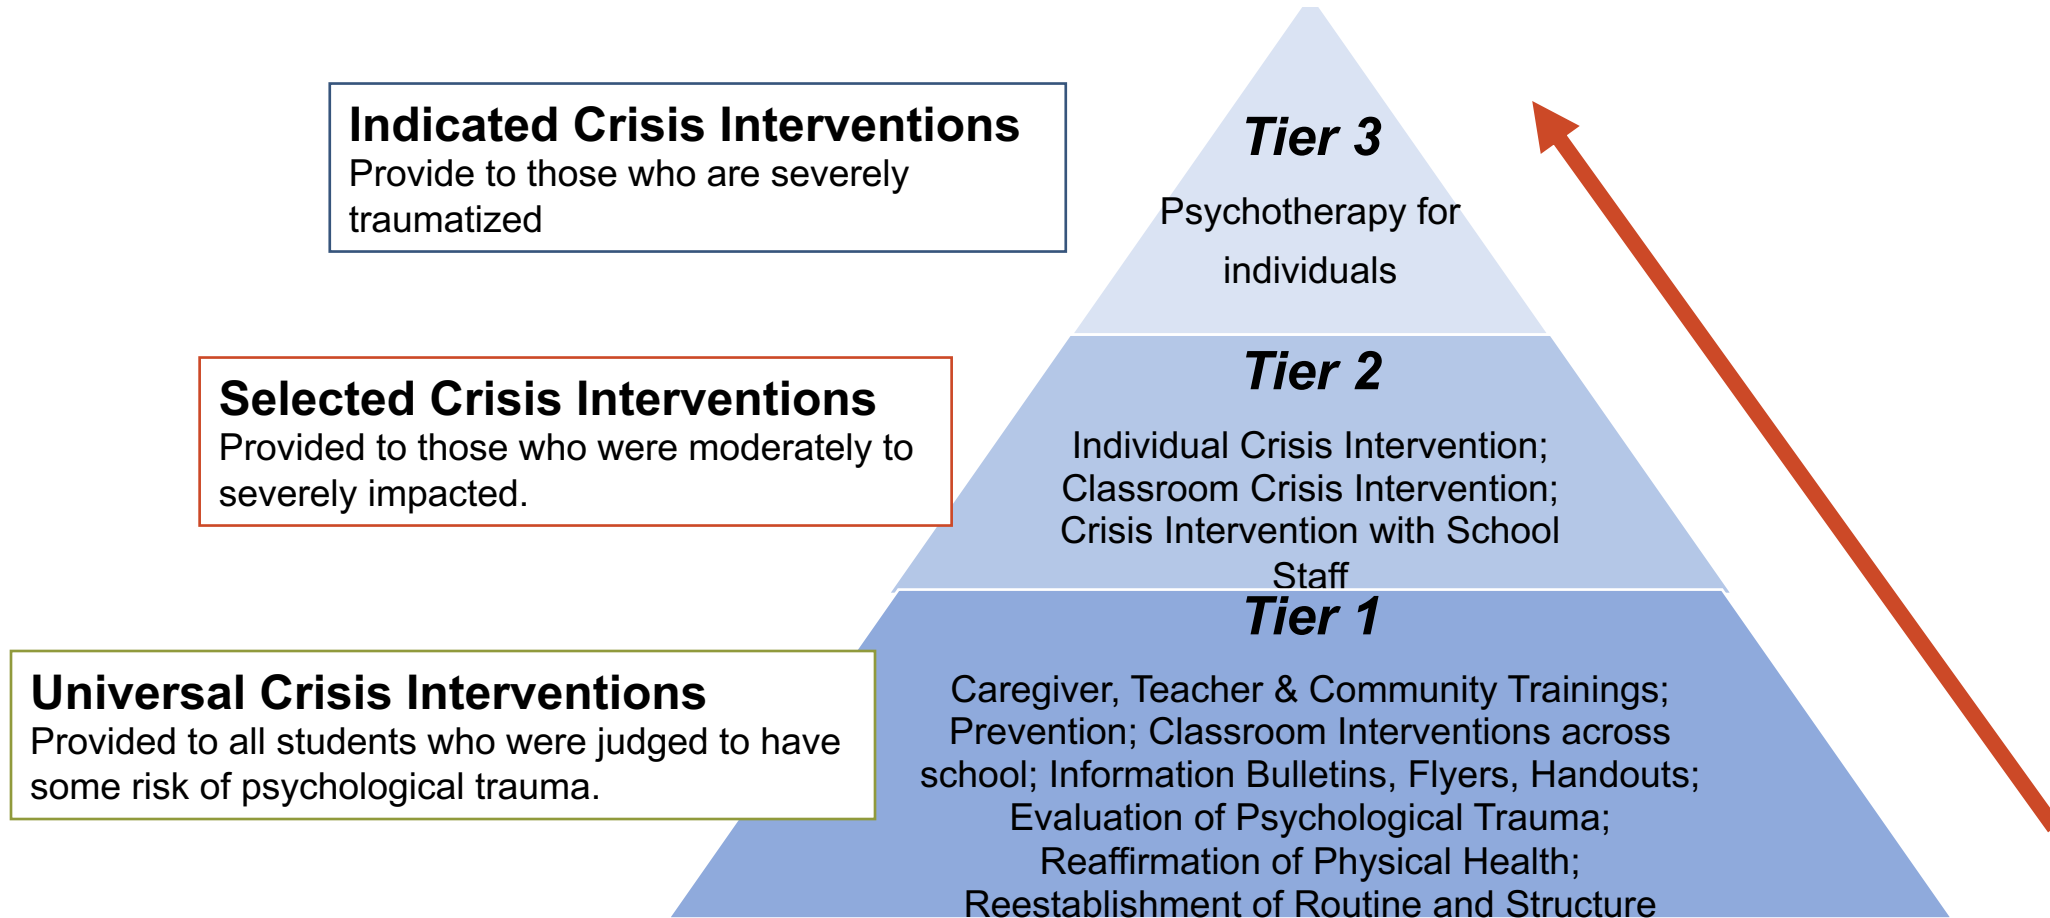 Indicated Crisis Interventions
Provide to those who are severely
traumatized
Tier 3
Psychotherapy for
individuals
Selected Crisis Interventions
Provided to those who were moderately to
severely impacted.
Tier 2
Individual Crisis Intervention;
Classroom Crisis Intervention;
Crisis Intervention with School
Staff
Universal Crisis Interventions
Provided to all students who were judged to have
some risk of psychological trauma.
Tier 1
Caregiver, Teacher & Community Trainings;
Prevention; Classroom Interventions across
school; Information Bulletins, Flyers, Handouts;
Evaluation of Psychological Trauma;
Reaffirmation of Physical Health;
Reestablishment of Routine and Structure